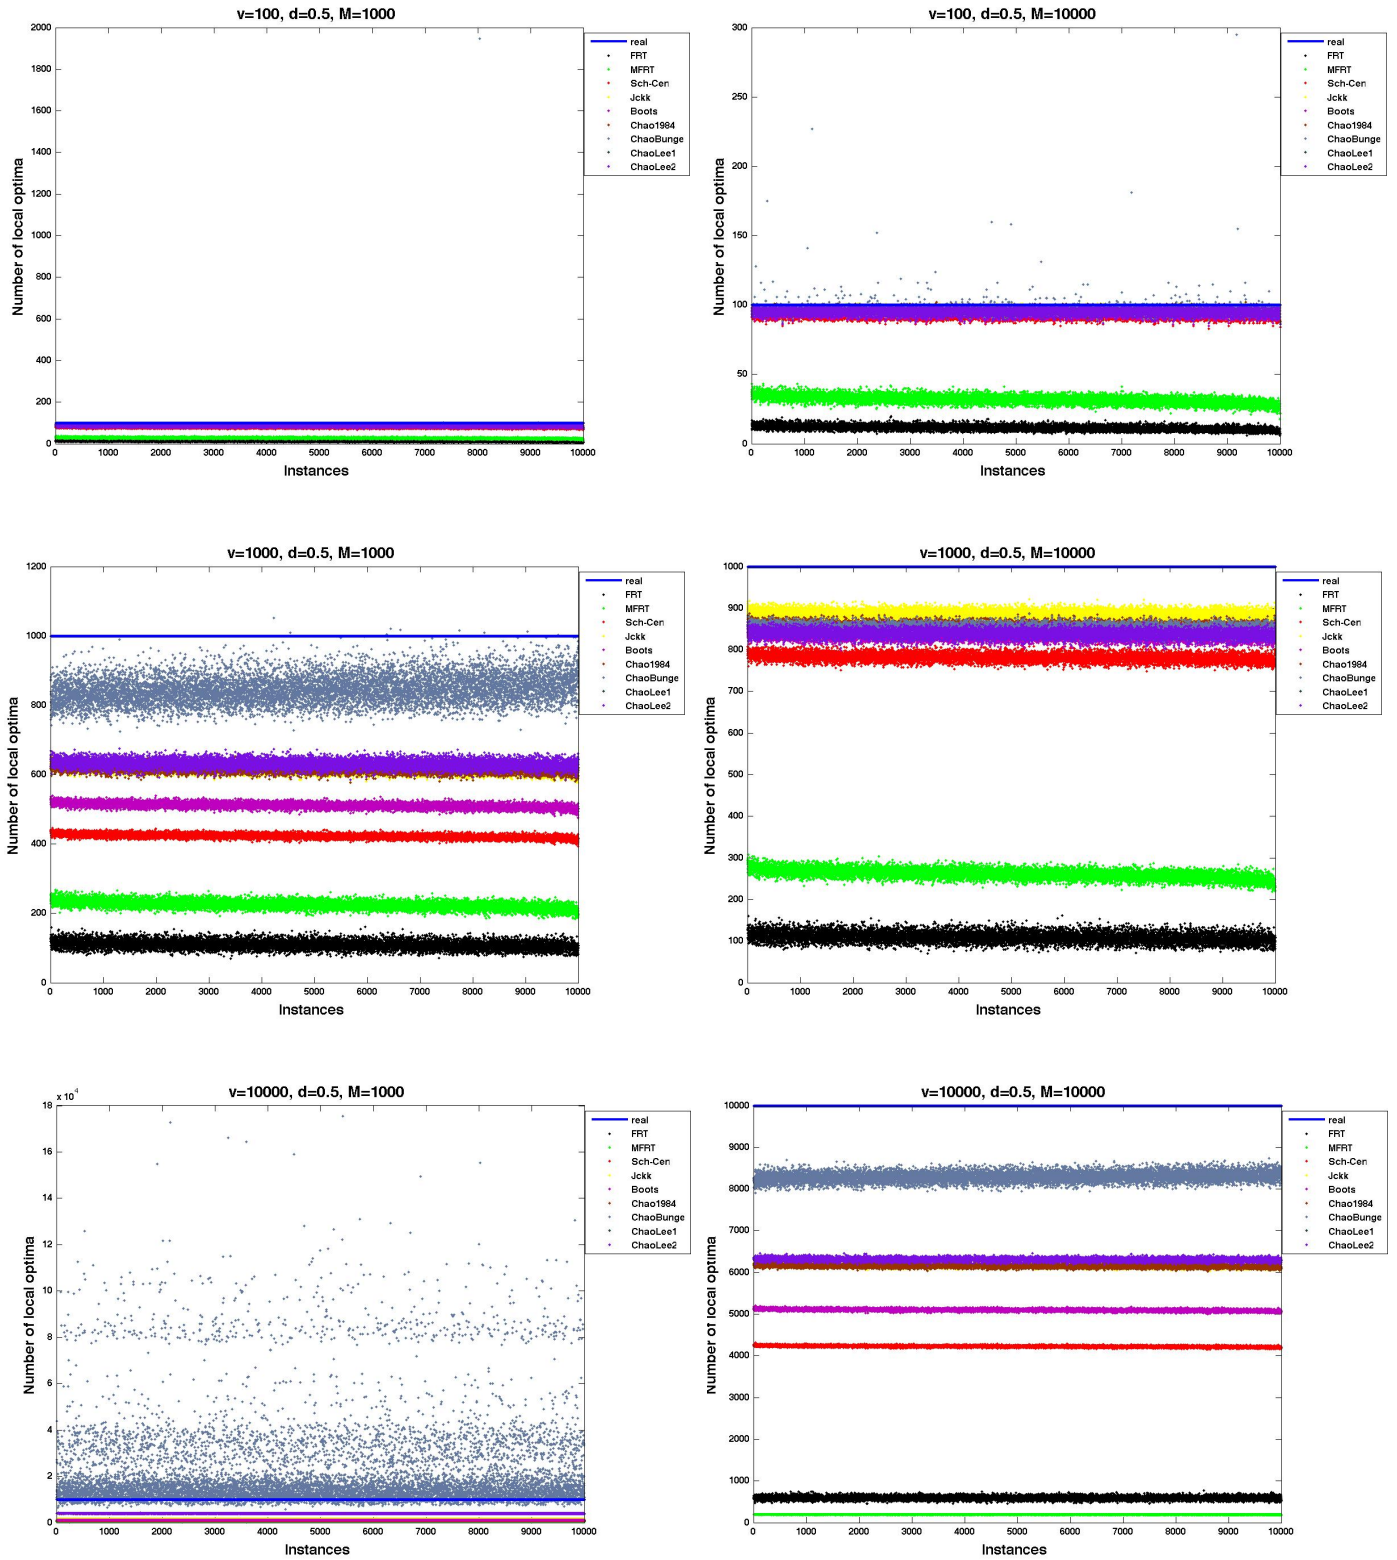 v=100, d=0.5, M=1000
2000
1800
1600
1400
1200
1000
800
600
400
200
0
Number of local optima
0 1000 2000 3000 4000 5000 6000 7000 8000 9000 10000
Instances
real
FRT
MFRT
Sch-Cen
Jckk
Boots
Chao1984
ChaoBunge
ChaoLee1
ChaoLee2
v=100, d=0.5, M=10000
300
250
200
150
100
50
0
Number of local optima
0 1000 2000 3000 4000 5000 6000 7000 8000 9000 10000
Instances
real
FRT
MFRT
Sch-Cen
Jckk
Boots
Chao1984
ChaoBunge
ChaoLee1
ChaoLee2
v=1000, d=0.5, M=1000
1200
1000
800
600
400
200
0
Number of local optima
0 1000 2000 3000 4000 5000 6000 7000 8000 9000 10000
Instances
real
FRT
MFRT
Sch-Cen
Jckk
Boots
Chao1984
ChaoBunge
ChaoLee1
ChaoLee2
v=1000, d=0.5, M=10000
1000
900
800
700
600
500
400
300
200
100
0
Number of local optima
0 1000 2000 3000 4000 5000 6000 7000 8000 9000 10000
Instances
real
FRT
MFRT
Sch-Cen
Jckk
Boots
Chao1984
ChaoBunge
ChaoLee1
ChaoLee2
v=10000, d=0.5, M=1000
x 10^4
18
16
14
12
10
8
6
4
2
0
Number of local optima
0 1000 2000 3000 4000 5000 6000 7000 8000 9000 10000
Instances
real
FRT
MFRT
Sch-Cen
Jckk
Boots
Chao1984
ChaoBunge
ChaoLee1
ChaoLee2
v=10000, d=0.5, M=10000
10000
9000
8000
7000
6000
5000
4000
3000
2000
1000
0
Number of local optima
0 1000 2000 3000 4000 5000 6000 7000 8000 9000 10000
Instances
real
FRT
MFRT
Sch-Cen
Jckk
Boots
Chao1984
ChaoBunge
ChaoLee1
ChaoLee2